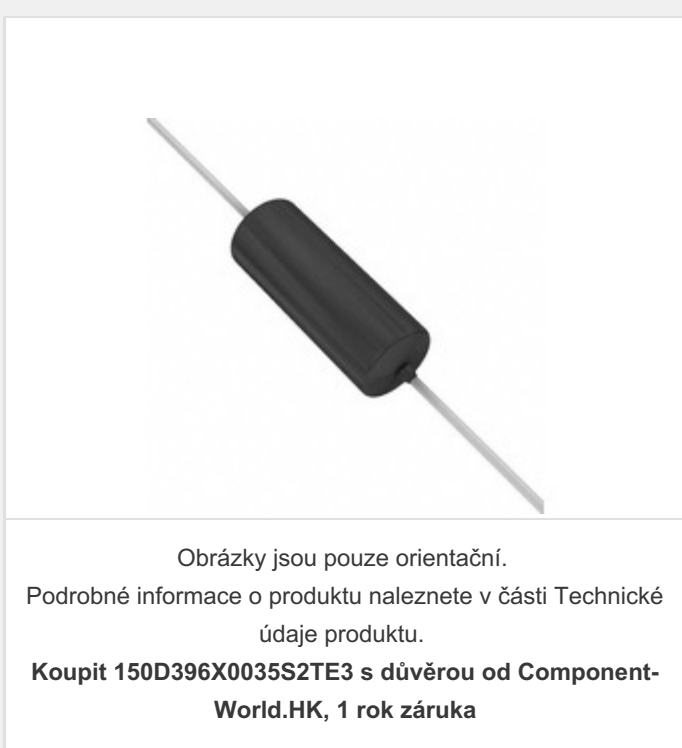 Obrázky jsou pouze orientační.
Podrobné informace o produktu naleznete v části Technické
údaje produktu.
Koupit 150D396X0035S2TE3 s důvěrou od Component-
World.HK, 1 rok záruka